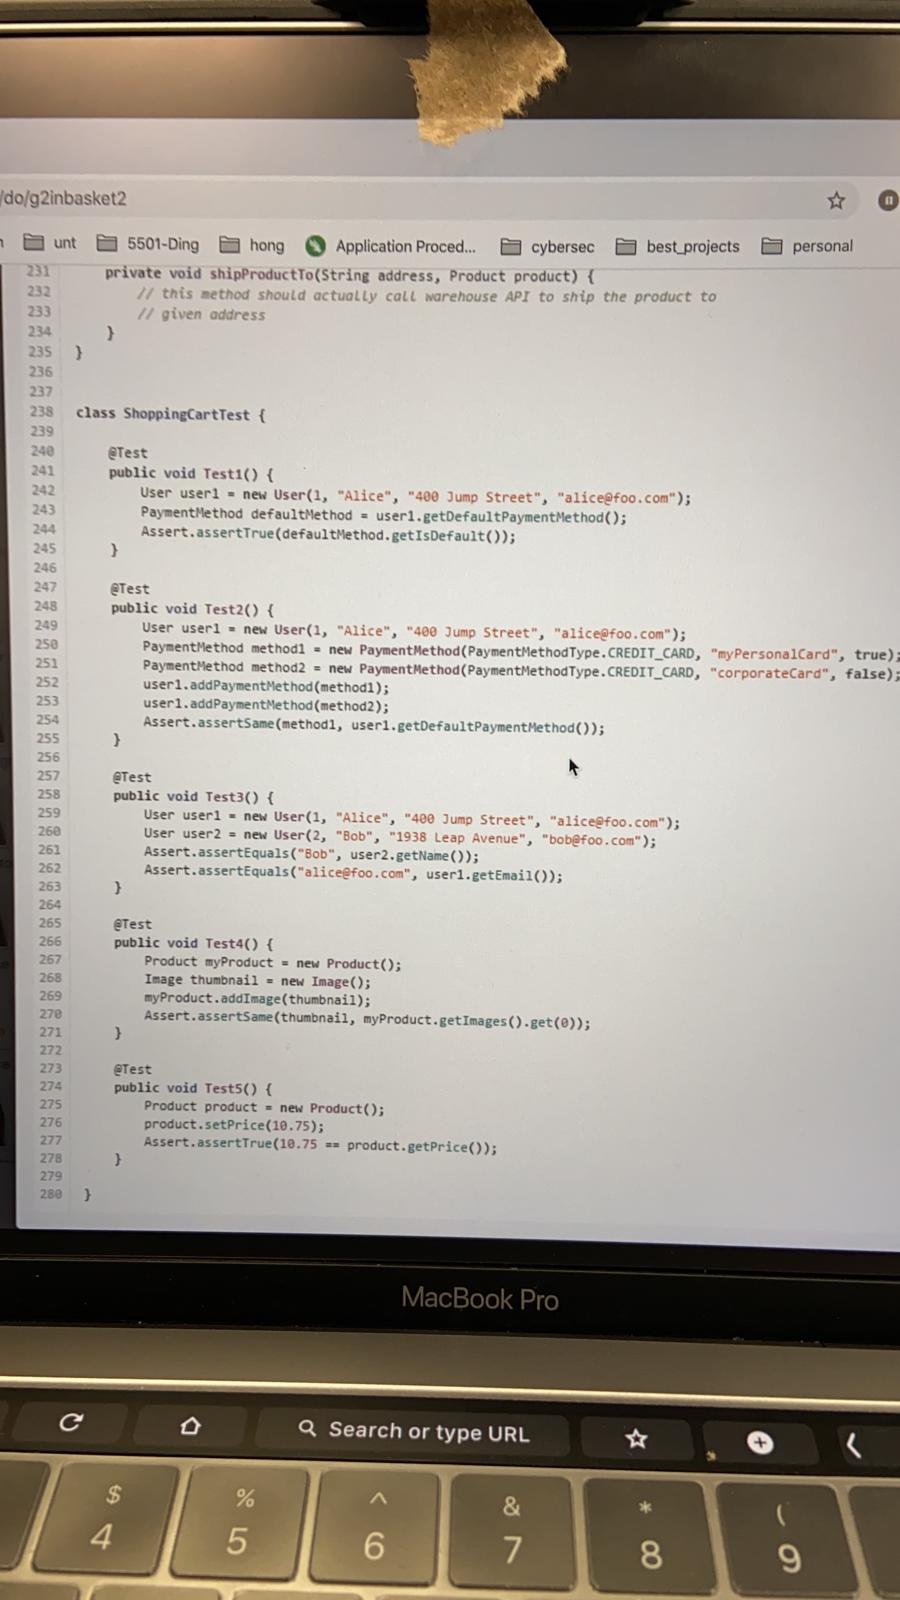 /do/g2inbasket2
unt 5501-Ding hong Application Proced... cybersec best_projects personal
231 private void shipProductTo(String address, Product product) {
232 // this method should actually call warehouse API to ship the product to
233 // given address
234 }
235 }
236
237
238 class ShoppingCartTest {
239
240 @Test
241 public void Test1() {
242 User user1 = new User(1, "Alice", "400 Jump Street", "alice@foo.com");
243 PaymentMethod defaultMethod = user1.getDefaultPaymentMethod();
244 Assert.assertTrue(defaultMethod.getIsDefault());
245 }
246
247 @Test
248 public void Test2() {
249 User user1 = new User(1, "Alice", "400 Jump Street", "alice@foo.com");
250 PaymentMethod method1 = new PaymentMethod(PaymentMethodType.CREDIT_CARD, "myPersonalCard", true);
251 PaymentMethod method2 = new PaymentMethod(PaymentMethodType.CREDIT_CARD, "corporateCard", false);
252 user1.addPaymentMethod(method1);
253 user1.addPaymentMethod(method2);
254 Assert.assertSame(method1, user1.getDefaultPaymentMethod());
255 }
256
257 @Test
258 public void Test3() {
259 User user1 = new User(1, "Alice", "400 Jump Street", "alice@foo.com");
260 User user2 = new User(2, "Bob", "1938 Leap Avenue", "bob@foo.com");
261 Assert.assertEquals("Bob", user2.getName());
262 Assert.assertEquals("alice@foo.com", user1.getEmail());
263 }
264
265 @Test
266 public void Test4() {
267 Product myProduct = new Product();
268 Image thumbnail = new Image();
269 myProduct.addImage(thumbnail);
270 Assert.assertSame(thumbnail, myProduct.getImages().get(0));
271 }
272
273 @Test
274 public void Test5() {
275 Product product = new Product();
276 product.setPrice(10.75);
277 Assert.assertTrue(10.75 == product.getPrice());
278 }
279
280 }
MacBook Pro
Search or type URL
$ % ^ & * (
4 5 6 7 8 9